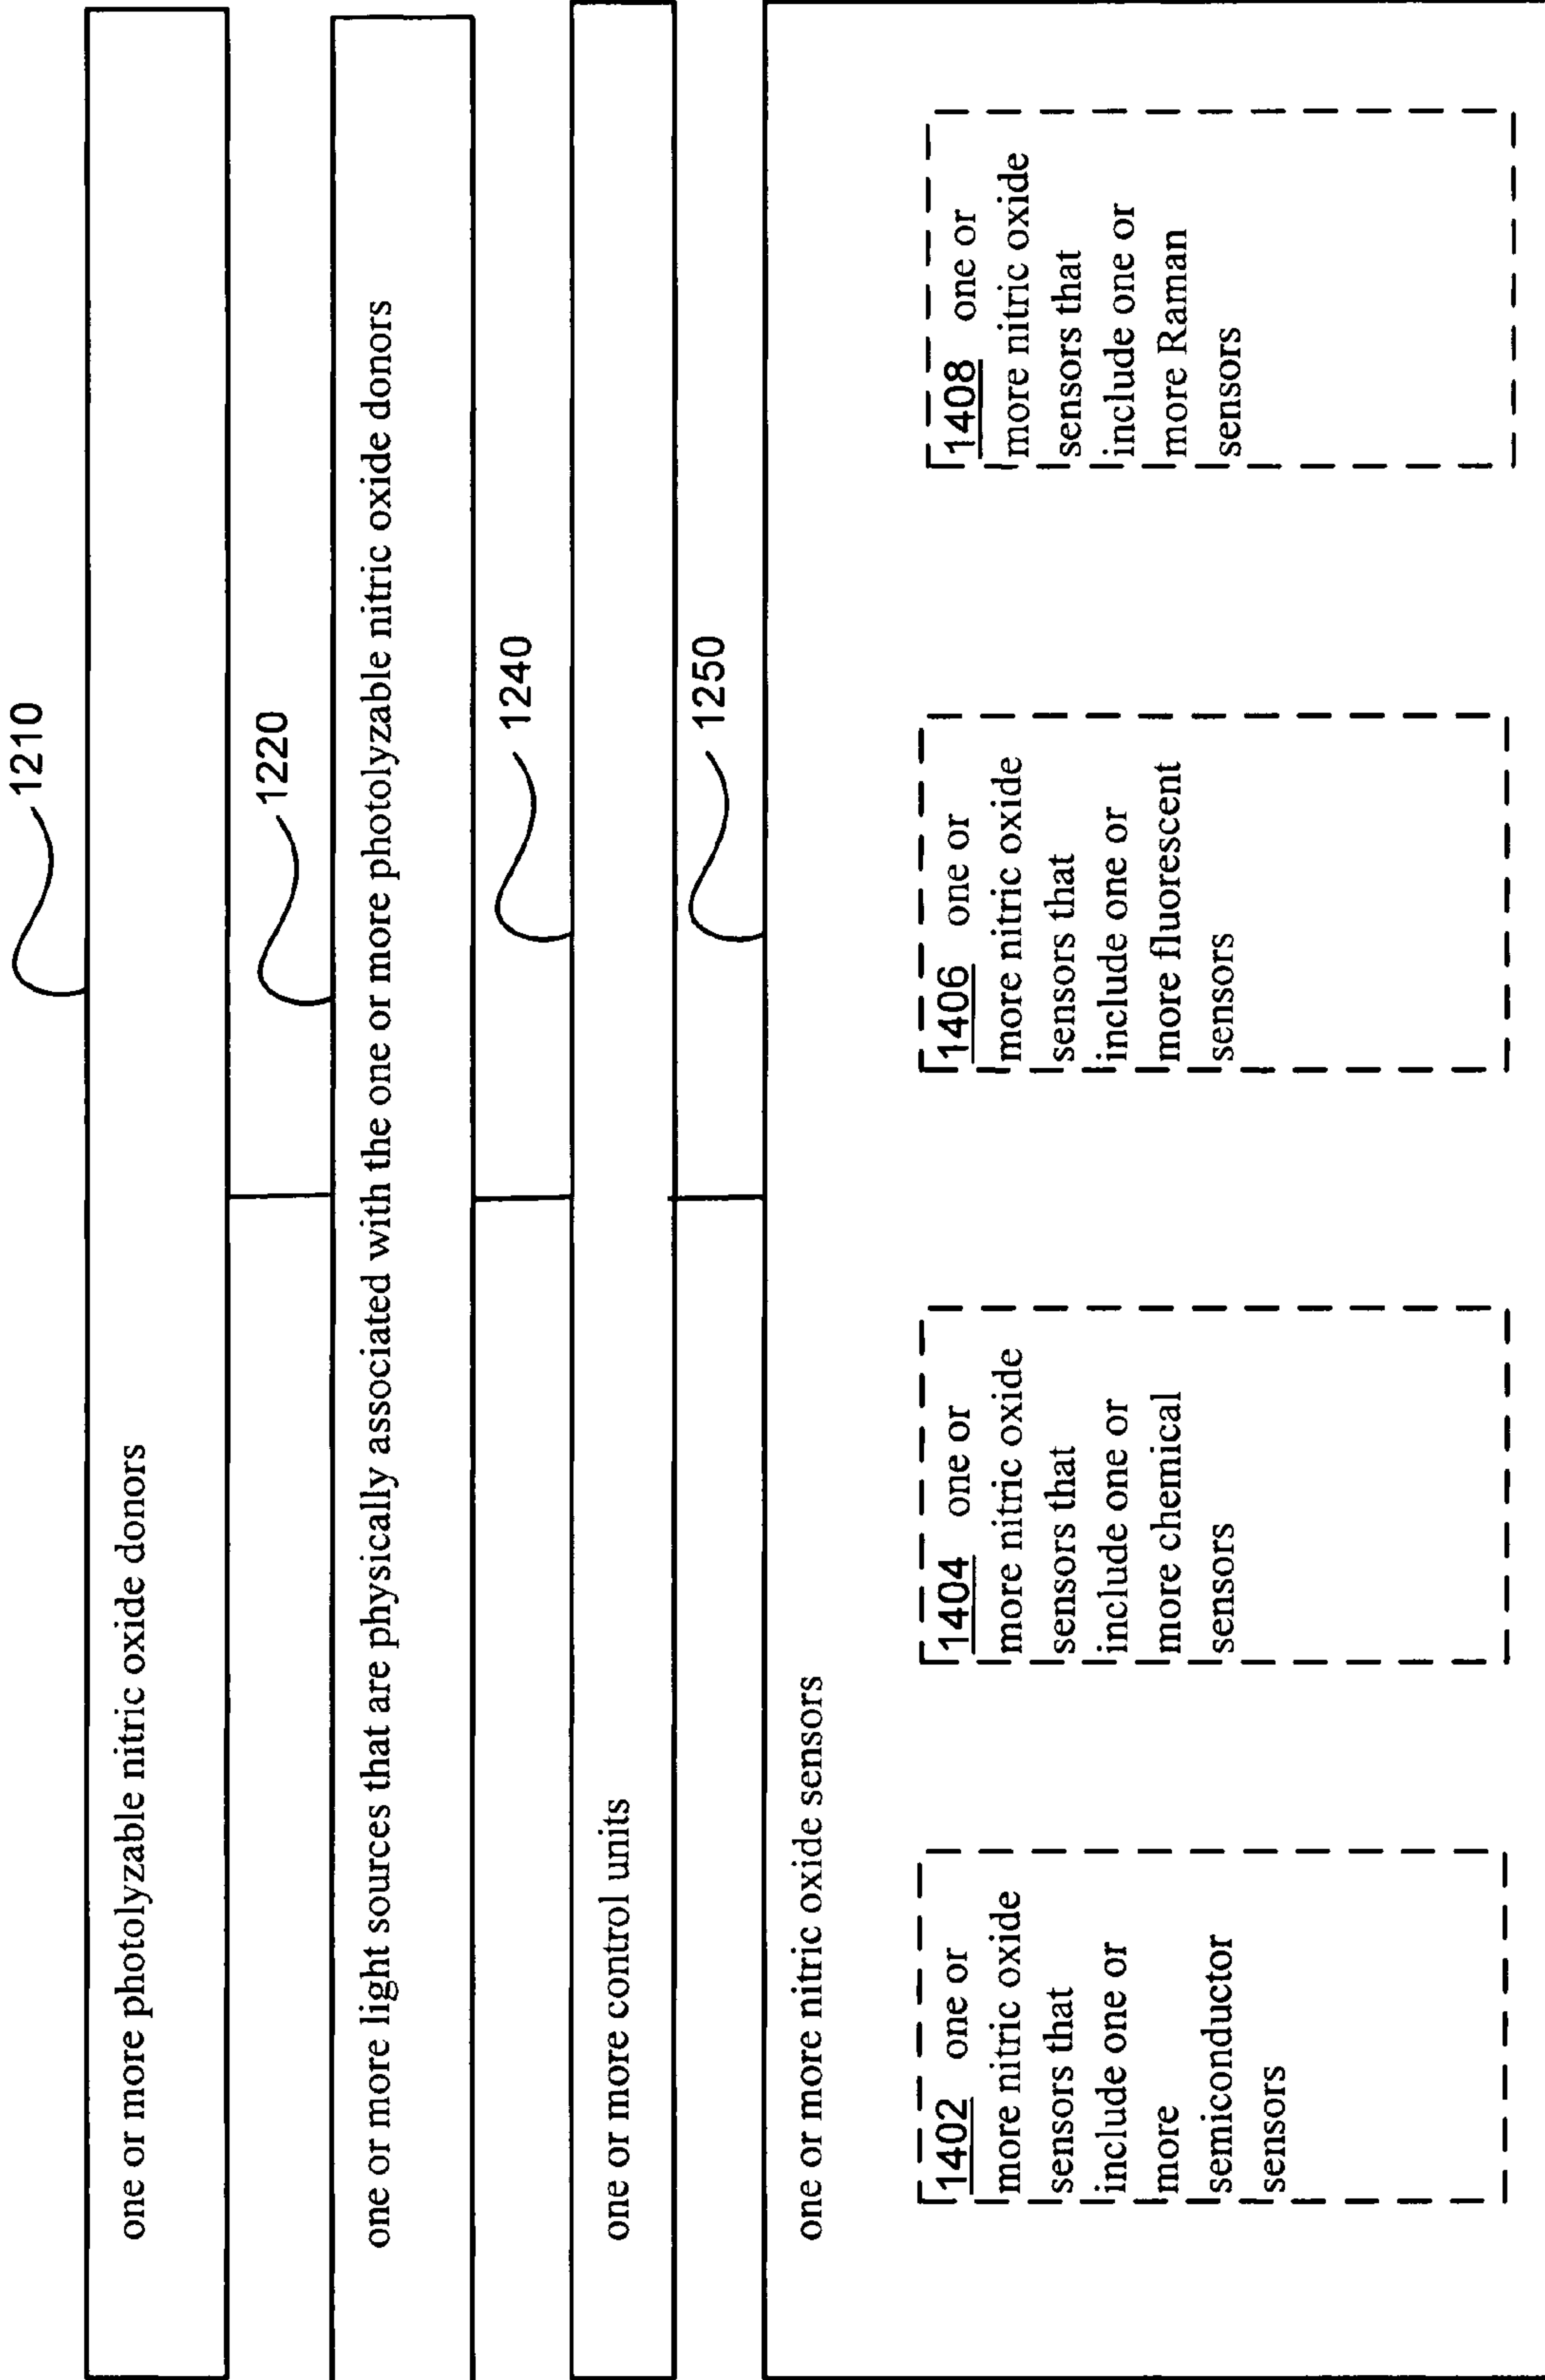 1210
one or more photolyzable nitric oxide donors
1220
one or more light sources that are physically associated with the one or more photolyzable nitric oxide donors
1240
one or more control units
1250
one or more nitric oxide sensors
1402 one or
more nitric oxide
sensors that
include one or
more
semiconductor
sensors
1404 one or
more nitric oxide
sensors that
include one or
more chemical
sensors
1406 one or
more nitric oxide
sensors that
include one or
more fluorescent
sensors
1408 one or
more nitric oxide
sensors that
include one or
more Raman
sensors